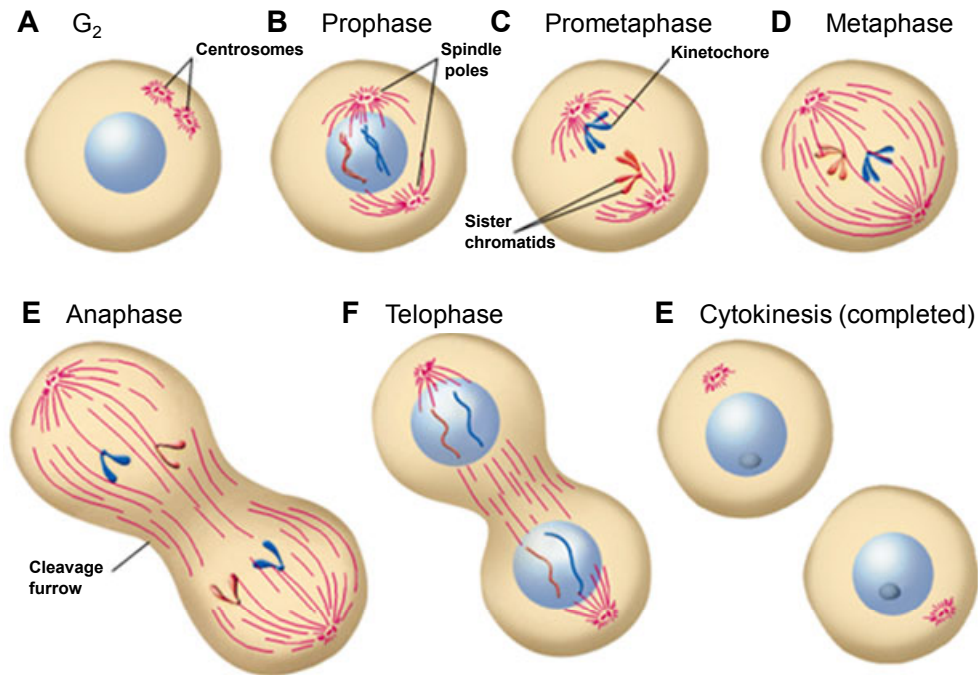 A G₂
B Prophase
C Prometaphase
D Metaphase
Centrosomes
Spindle
poles
Kinetochore
Sister
chromatids
E Anaphase
F Telophase
E Cytokinesis (completed)
Cleavage
furrow